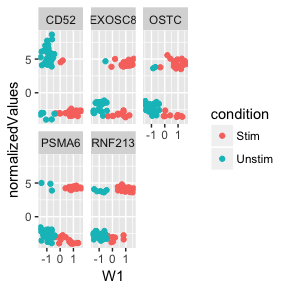 CD52 EXOSC8 OSTC
5
0
-1 0 1
PSMA6 RNF213
5
0
-1 0 1 -1 0 1
W1
normalizedValues
condition
Stim
Unstim